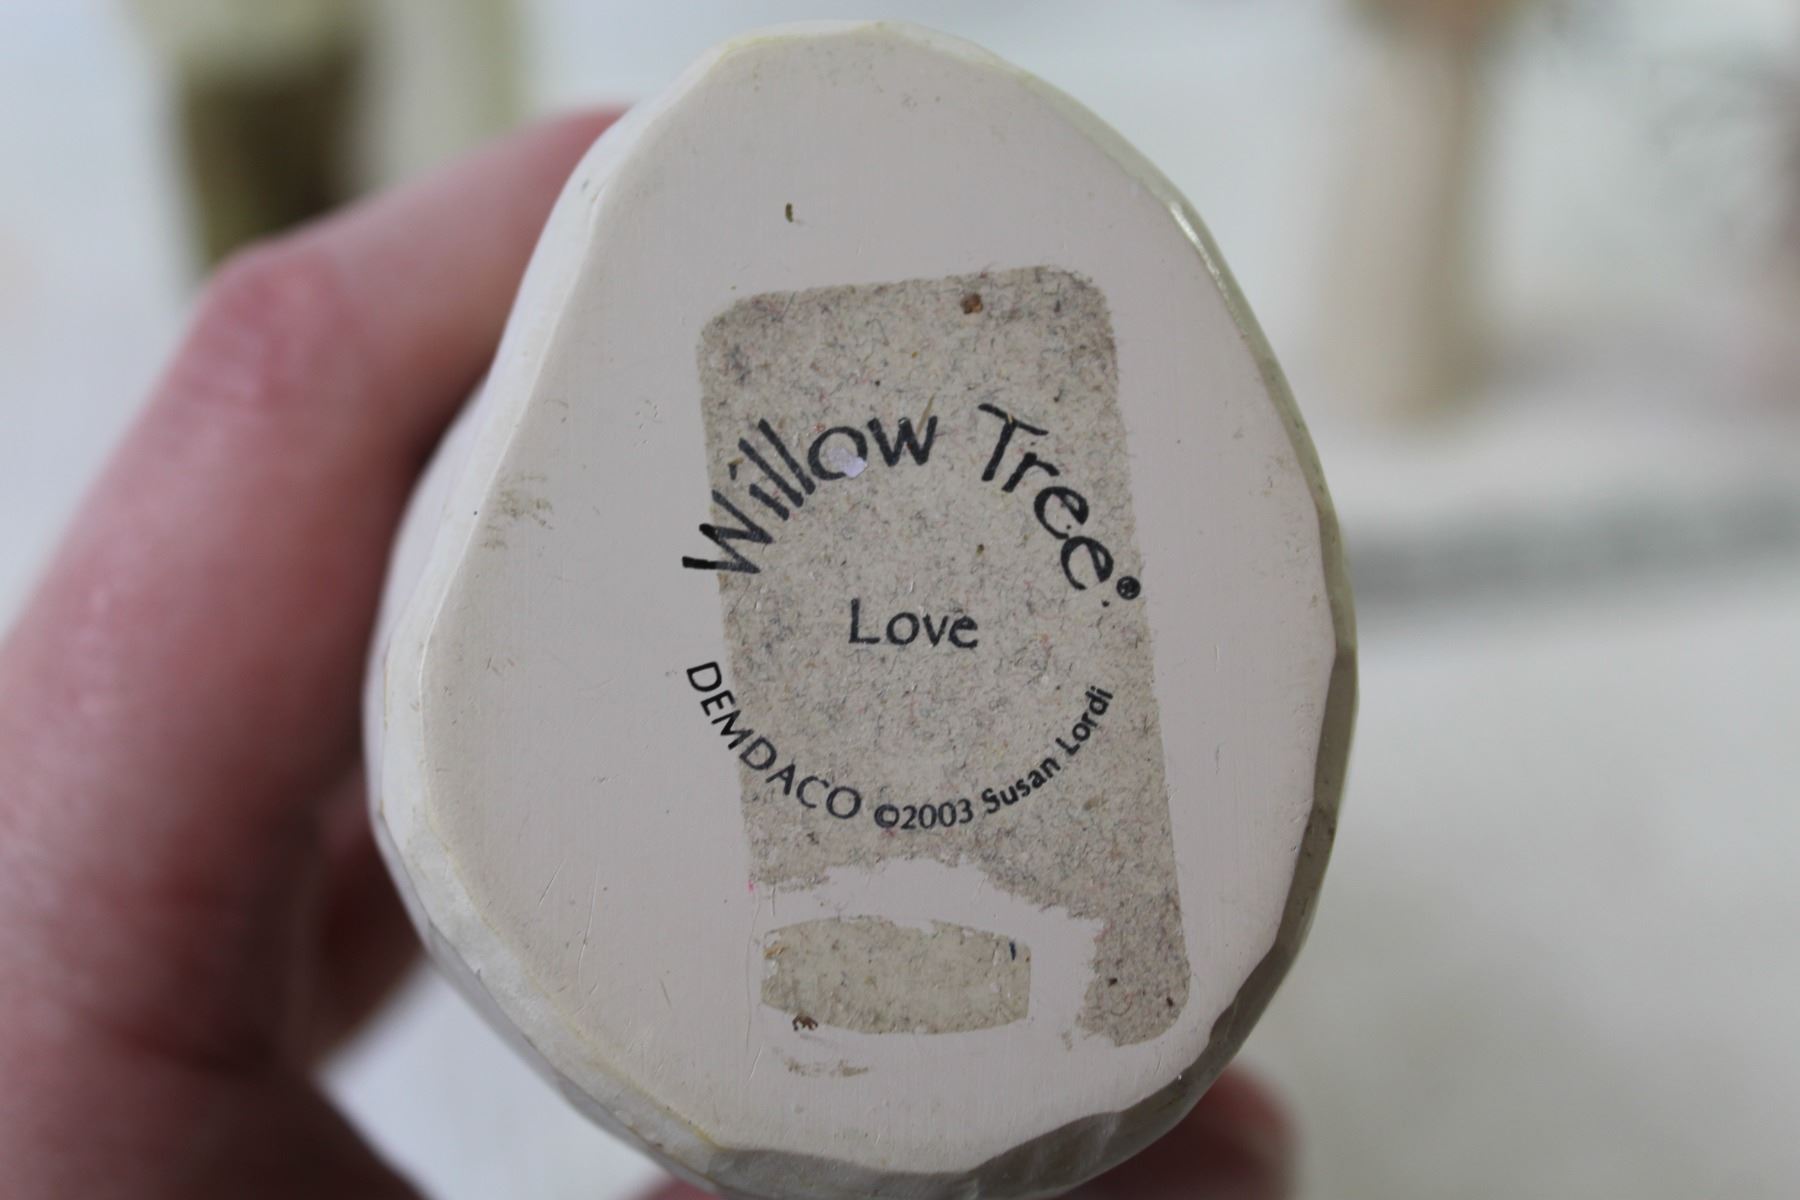 Willow Tree®
Love
DEMDACO ©2003 Susan Lordi